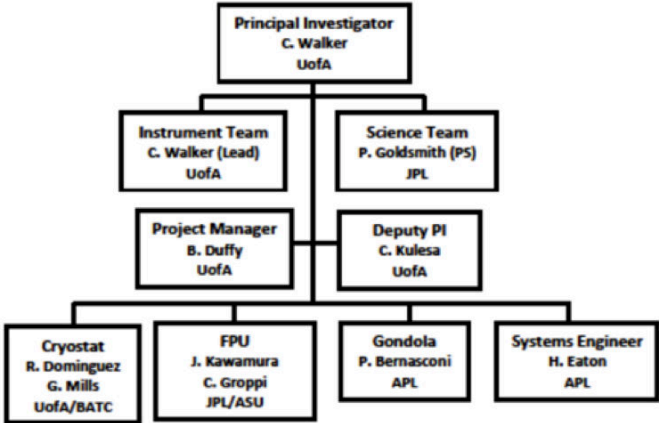 Principal Investigator
C. Walker
UofA
Instrument Team
C. Walker (Lead)
UofA
Science Team
P. Goldsmith (PS)
JPL
Project Manager
B. Duffy
UofA
Deputy PI
C. Kulesa
UofA
Cryostat
R. Dominguez
G. Mills
UofA/BATC
FPU
J. Kawamura
C. Groppi
JPL/ASU
Gondola
P. Bernasconi
APL
Systems Engineer
H. Eaton
APL